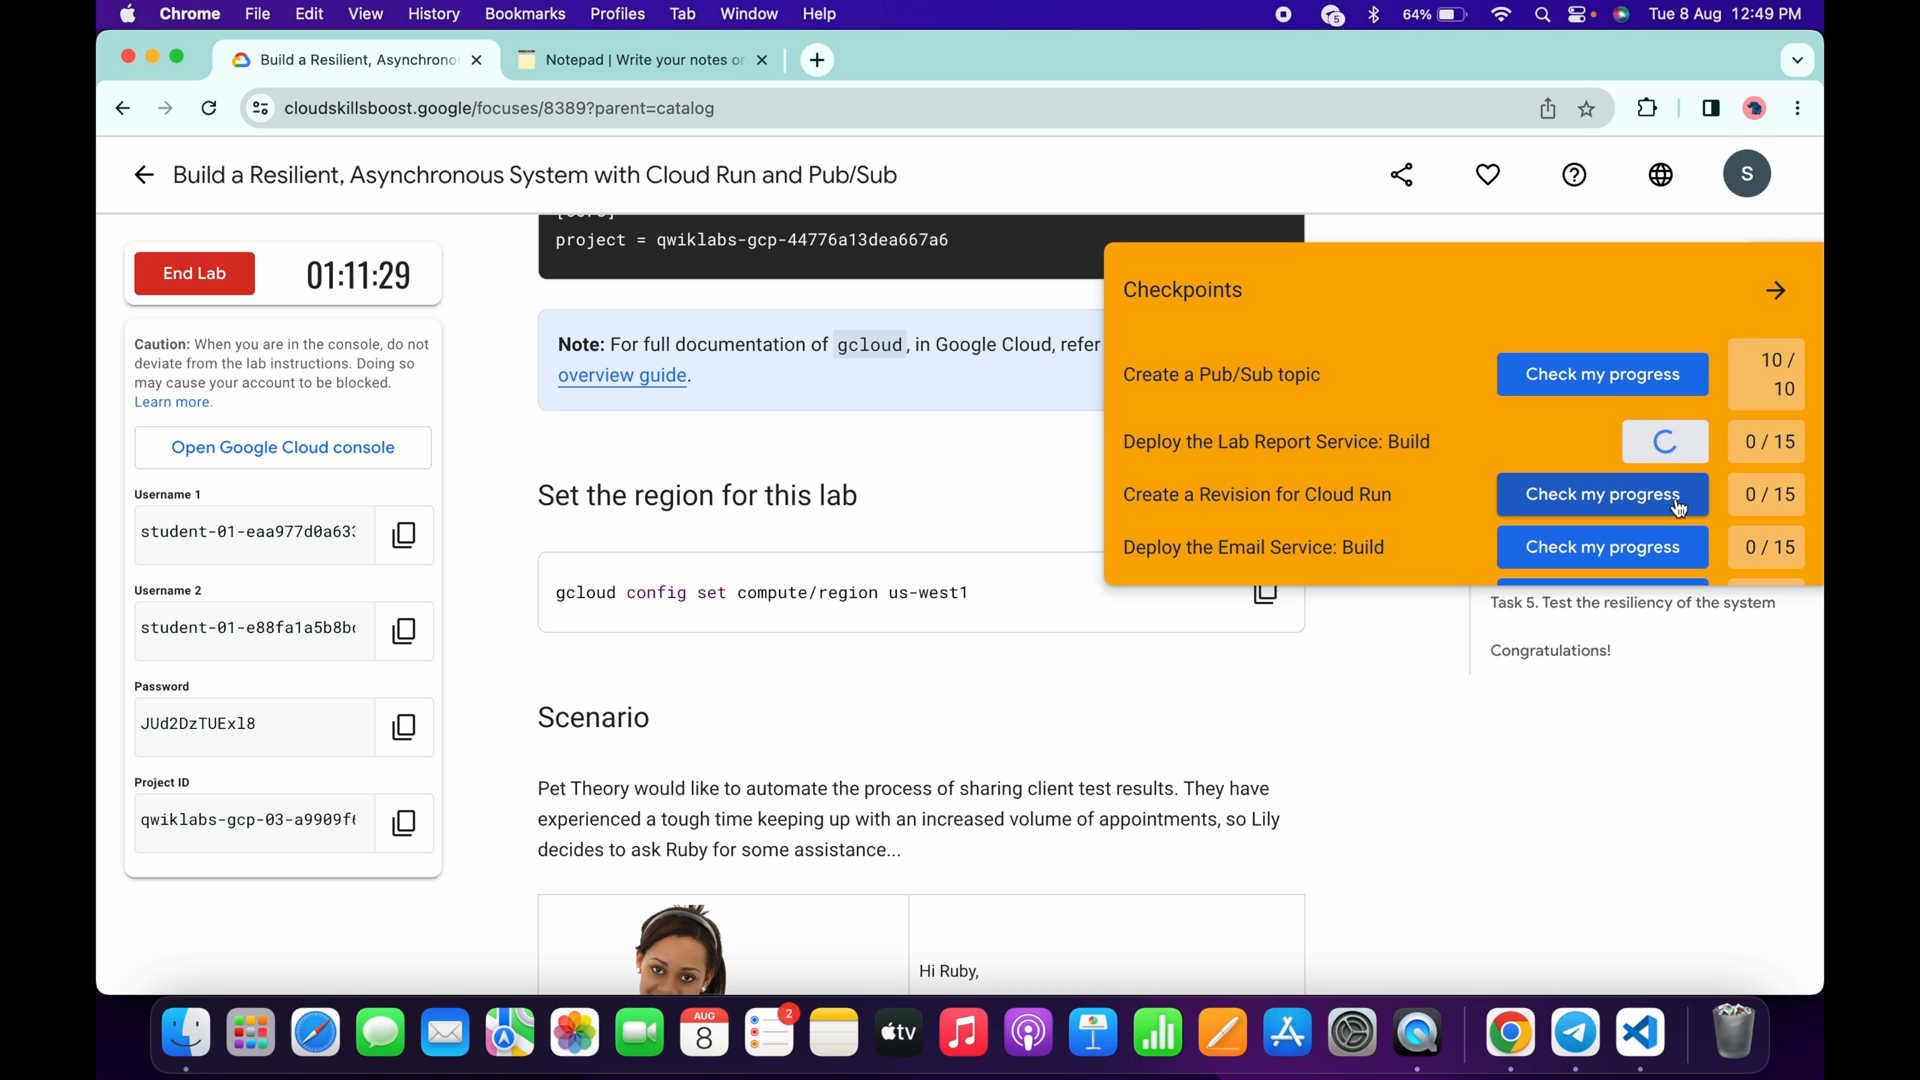 Chrome File Edit View History Bookmarks Profiles Tab Window Help
5
64%
Tue 8 Aug 12:49 PM
Build a Resilient, Asynchrono
Notepad | Write your notes o
cloudskillsboost.google/focuses/8389?parent=catalog
Build a Resilient, Asynchronous System with Cloud Run and Pub/Sub
S
End Lab
01:11:29
Caution: When you are in the console, do not
deviate from the lab instructions. Doing so
may cause your account to be blocked.
Learn more.
Open Google Cloud console
Username 1
student-01-eaa977d0a63
Username 2
student-01-e88fa1a5b8b
Password
JUd2DzTUExl8
Project ID
qwiklabs-gcp-03-a9909f
project = qwiklabs-gcp-44776a13dea667a6
Note: For full documentation of gcloud, in Google Cloud, refer
overview guide.
Set the region for this lab
gcloud config set compute/region us-west1
Scenario
Pet Theory would like to automate the process of sharing client test results. They have
experienced a tough time keeping up with an increased volume of appointments, so Lily
decides to ask Ruby for some assistance...
Hi Ruby,
Checkpoints
Create a Pub/Sub topic
Check my progress
10 /
10
Deploy the Lab Report Service: Build
0 / 15
Create a Revision for Cloud Run
Check my progress
0 / 15
Deploy the Email Service: Build
Check my progress
0 / 15
Task 5. Test the resiliency of the system
Congratulations!
AUG
8
2
tv